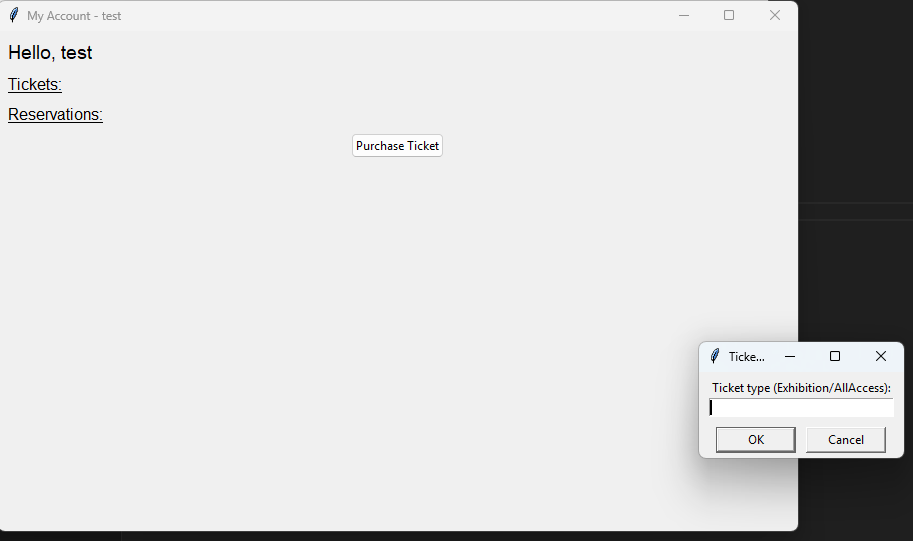 My Account - test
Hello, test
Tickets:
Reservations:
Purchase Ticket
Ticke...
Ticket type (Exhibition/AllAccess):
OK Cancel